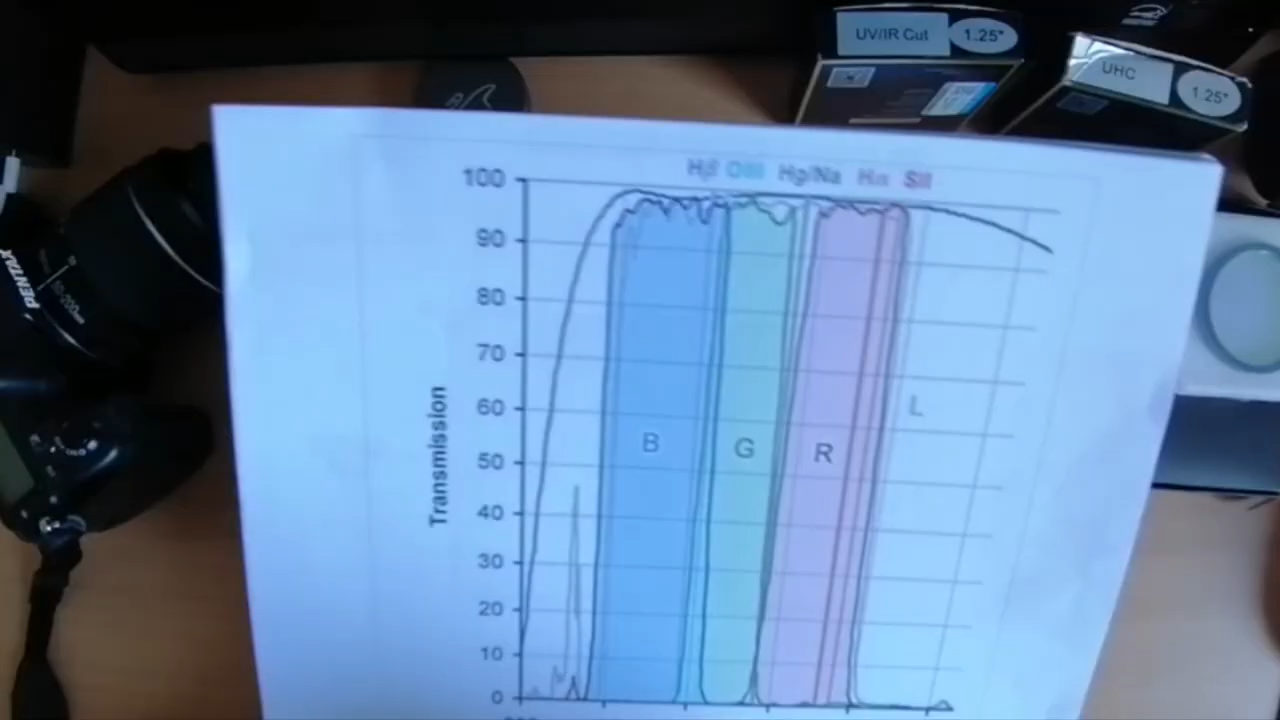 UV/IR Cut 1.25"
UHC 1.25"
Hβ OIII Hg/Na Hα SII
100
90
80
70
60
50
40
30
20
10
0
Transmission
B G R L
PENTAX